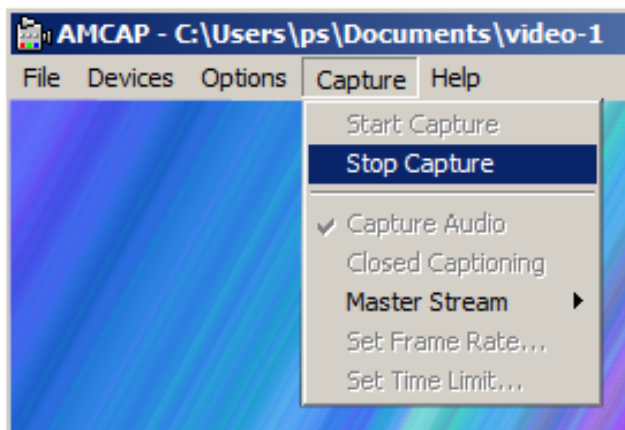 AMCAP - C:\Users\ps\Documents\video-1
File Devices Options Capture Help
Start Capture
Stop Capture
Capture Audio
Closed Captioning
Master Stream
Set Frame Rate...
Set Time Limit...